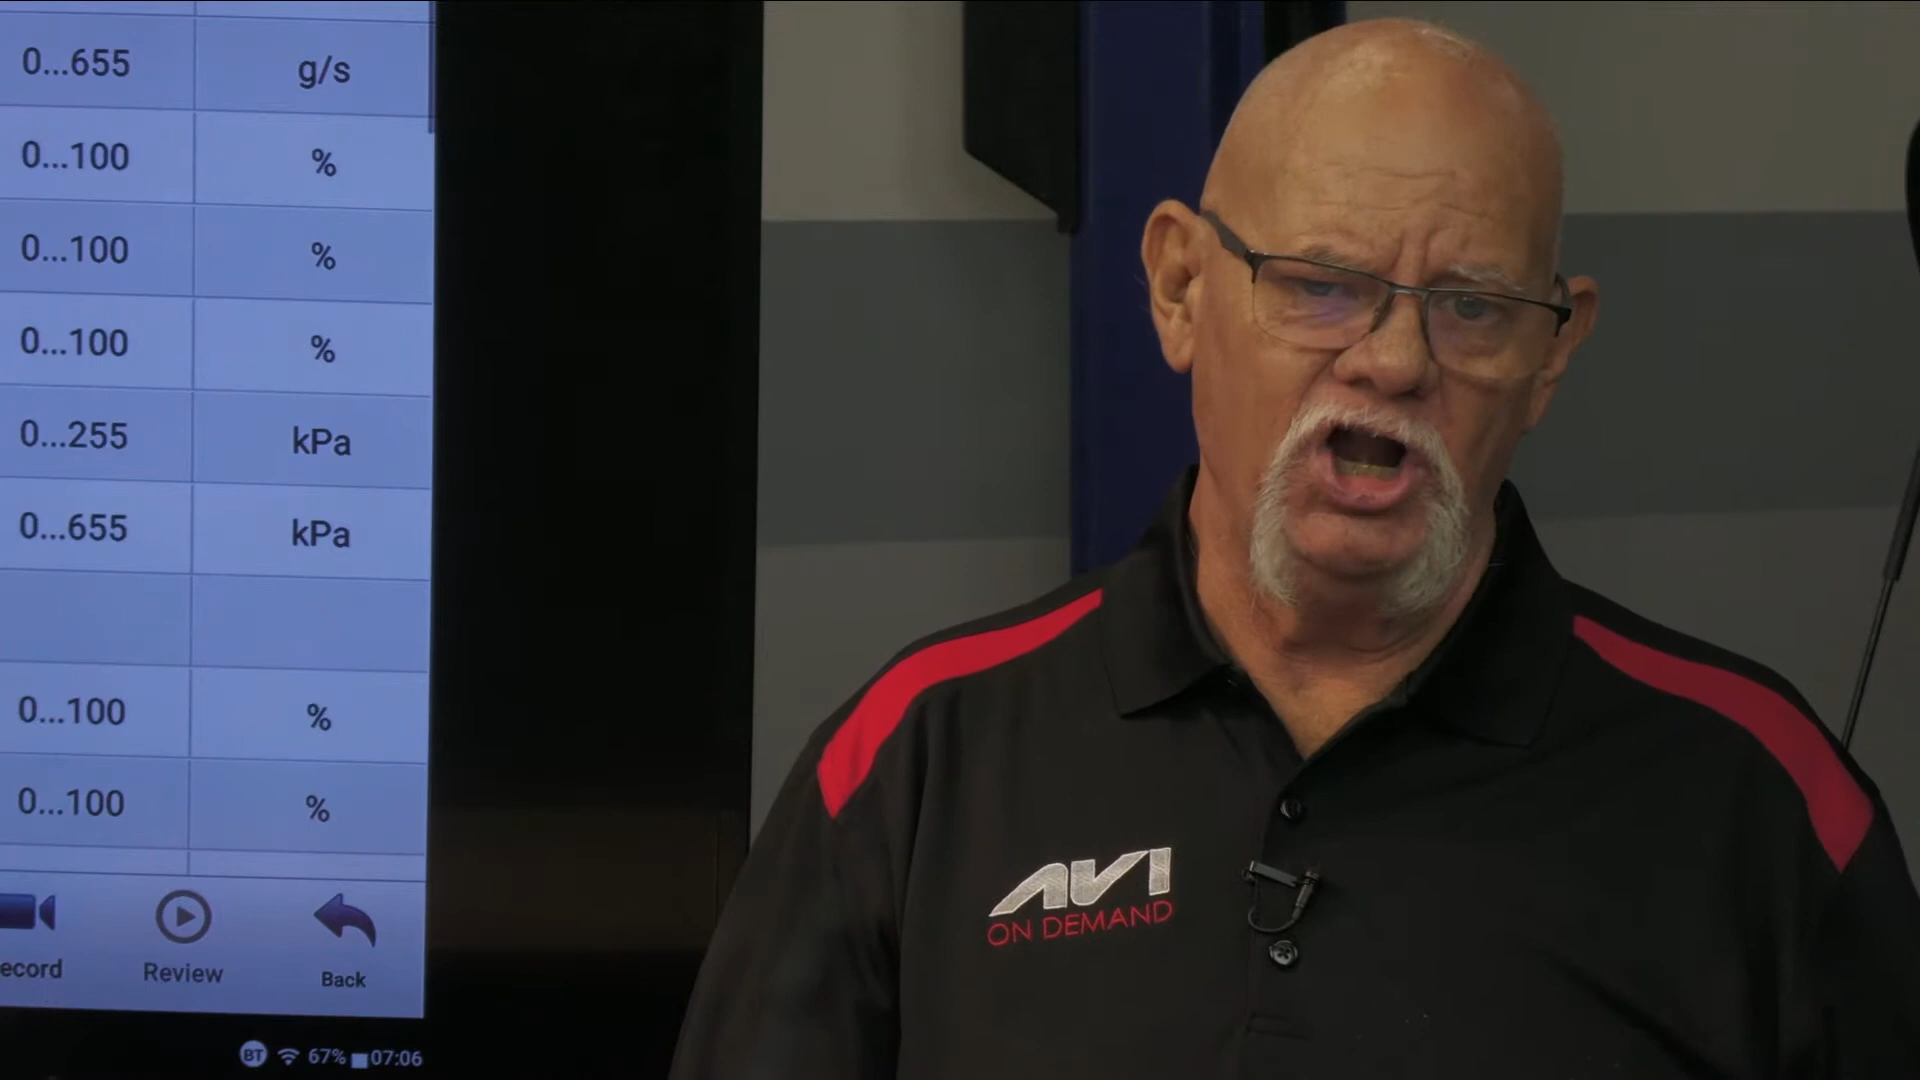 0...655 g/s
0...100 %
0...100 %
0...100 %
0...255 kPa
0...655 kPa
0...100 %
0...100 %
ecord Review Back
BT 67% 07:06
AVI
ON DEMAND